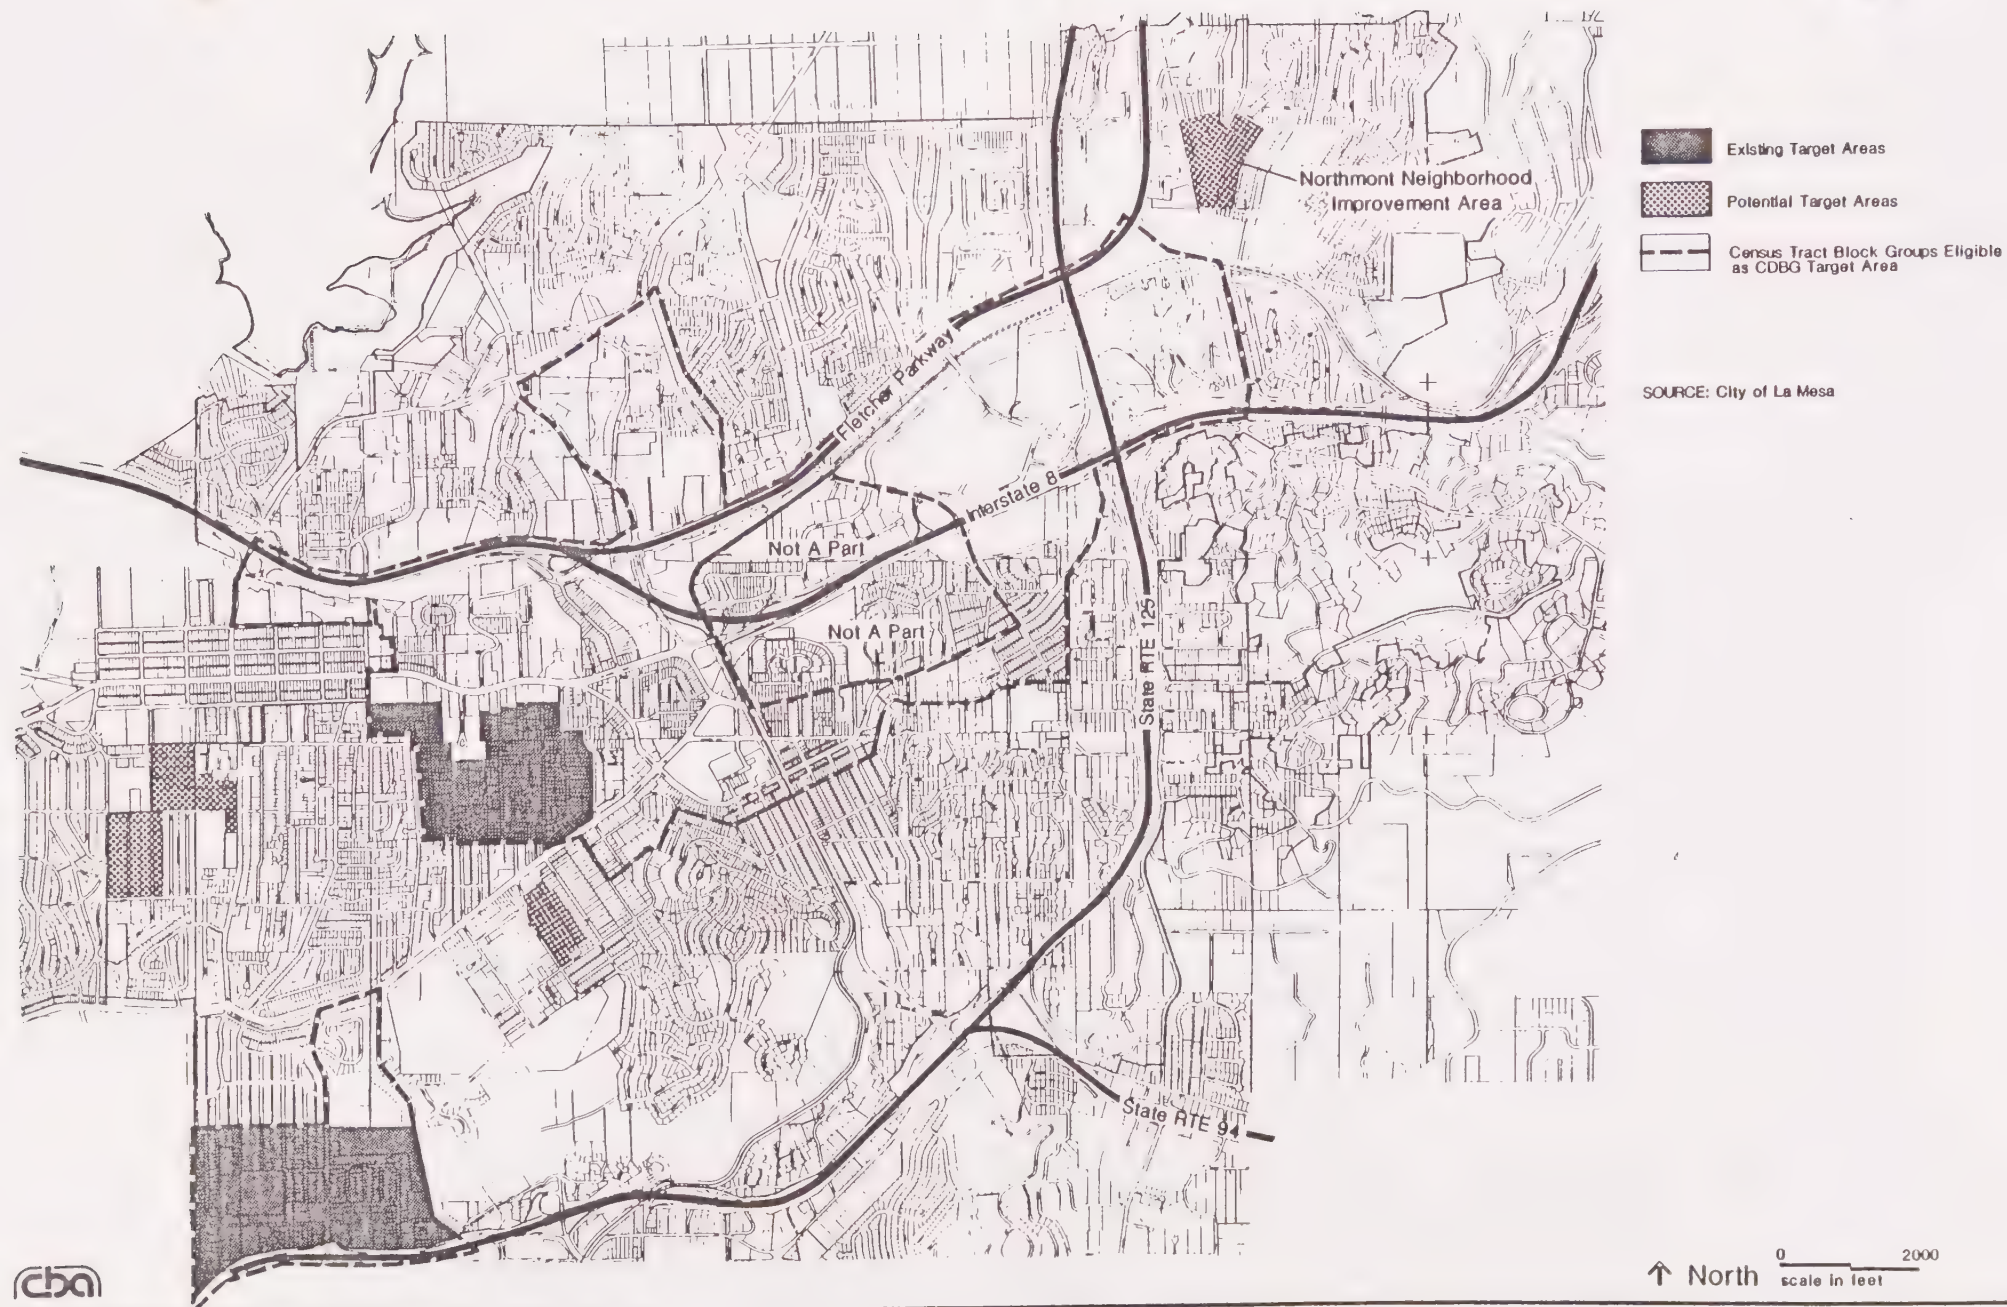 Existing Target Areas
Potential Target Areas
Census Tract Block Groups Eligible
as CDBG Target Area
SOURCE: City of La Mesa
Northmont Neighborhood
Improvement Area
Fletcher Parkway
Interstate 8
Not A Part
Not A Part
State RTE 125
State RTE 94
cba
North
0 2000
scale in feet